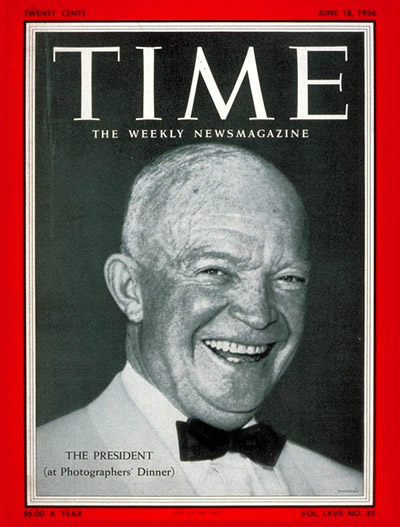 TWENTY CENTS
JUNE 18, 1956
TIME
THE WEEKLY NEWSMAGAZINE
THE PRESIDENT
(at Photographers' Dinner)
$6.00 A YEAR
VOL. LXVII NO. 25